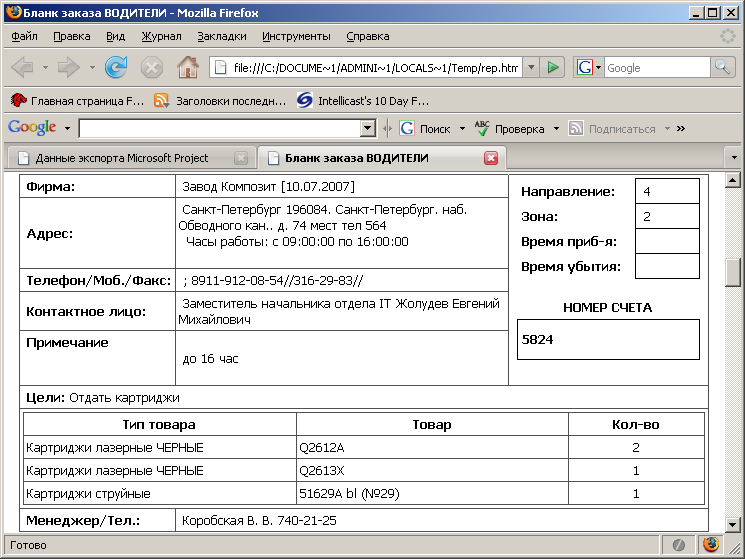 Бланк заказа ВОДИТЕЛИ - Mozilla Firefox
Файл Правка Вид Журнал Закладки Инструменты Справка
file:///C:/DOCUME~1/ADMINI~1/LOCALS~1/Temp/rep.htm G Google
Главная страница F... Заголовки последн... Intellicast's 10 Day F...
Google G Поиск ABC Проверка Подписаться »
Данные экспорта Microsoft Project Бланк заказа ВОДИТЕЛИ
Фирма: Завод Композит [10.07.2007]
Адрес: Санкт-Петербург 196084. Санкт-Петербург. наб.
Обводного кан.. д. 74 мест тел 564
Часы работы: с 09:00:00 по 16:00:00
Телефон/Моб./Факс: ; 8911-912-08-54//316-29-83//
Контактное лицо: Заместитель начальника отдела IT Жолудев Евгений
Михайлович
Примечание
до 16 час
Направление: 4
Зона: 2
Время приб-я:
Время убытия:
НОМЕР СЧЕТА
5824
Цели: Отдать картриджи
Тип товара Товар Кол-во
Картриджи лазерные ЧЕРНЫЕ Q2612A 2
Картриджи лазерные ЧЕРНЫЕ Q2613X 1
Картриджи струйные 51629A bl (№29) 1
Менеджер/Тел.: Коробская В. В. 740-21-25
Готово